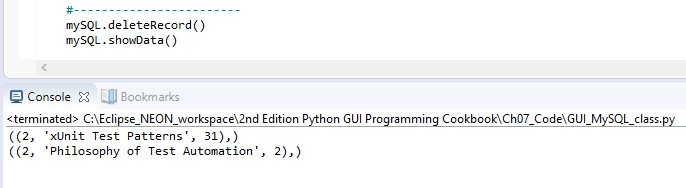 #------------------------
mySQL.deleteRecord()
mySQL.showData()
Console Bookmarks
<terminated> C:\Eclipse_NEON_workspace\2nd Edition Python GUI Programming Cookbook\Ch07_Code\GUI_MySQL_class.py
((2, 'xUnit Test Patterns', 31),)
((2, 'Philosophy of Test Automation', 2),)